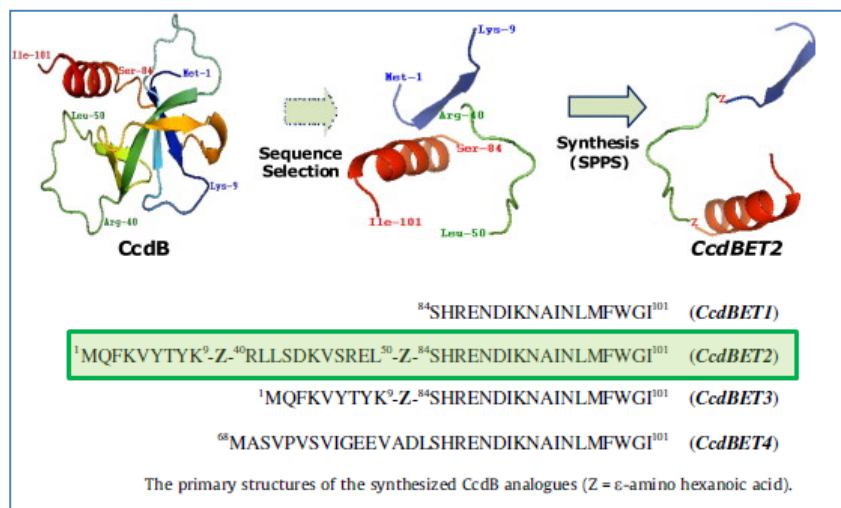 Ile-101
Ser-84
Met-1
Leu-50
Lys-9
Arg-40
CcdB
Sequence
Selection
Lys-9
Met-1
Arg-40
Ser-84
Ile-101
Leu-50
Synthesis
(SPPS)
Z
Z
CcdBET2
⁸⁴SHRENDIKNAINLMFWGI¹⁰¹ (CcdBET1)
¹MQFKVYTYK⁹-Z-⁴⁰RLLSDKVSREL⁵⁰-Z-⁸⁴SHRENDIKNAINLMFWGI¹⁰¹ (CcdBET2)
¹MQFKVYTYK⁹-Z-⁸⁴SHRENDIKNAINLMFWGI¹⁰¹ (CcdBET3)
⁶⁸MASVPVSVIGEEVADLSHRENDIKNAINLMFWGI¹⁰¹ (CcdBET4)
The primary structures of the synthesized CcdB analogues (Z = ε-amino hexanoic acid).